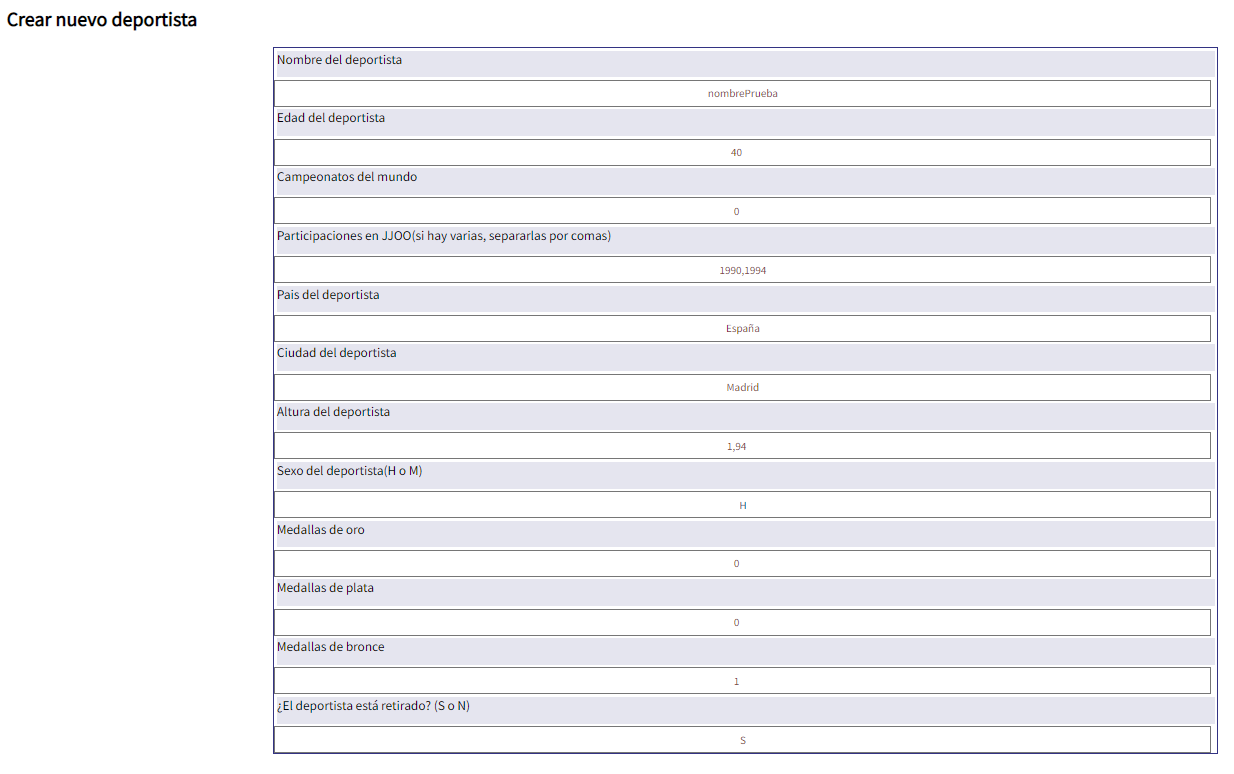 Crear nuevo deportista
Nombre del deportista
nombrePrueba
Edad del deportista
40
Campeonatos del mundo
0
Participaciones en JJOO(si hay varias, separarlas por comas)
1990,1994
Pais del deportista
España
Ciudad del deportista
Madrid
Altura del deportista
1,94
Sexo del deportista(H o M)
H
Medallas de oro
0
Medallas de plata
0
Medallas de bronce
1
¿El deportista está retirado? (S o N)
S